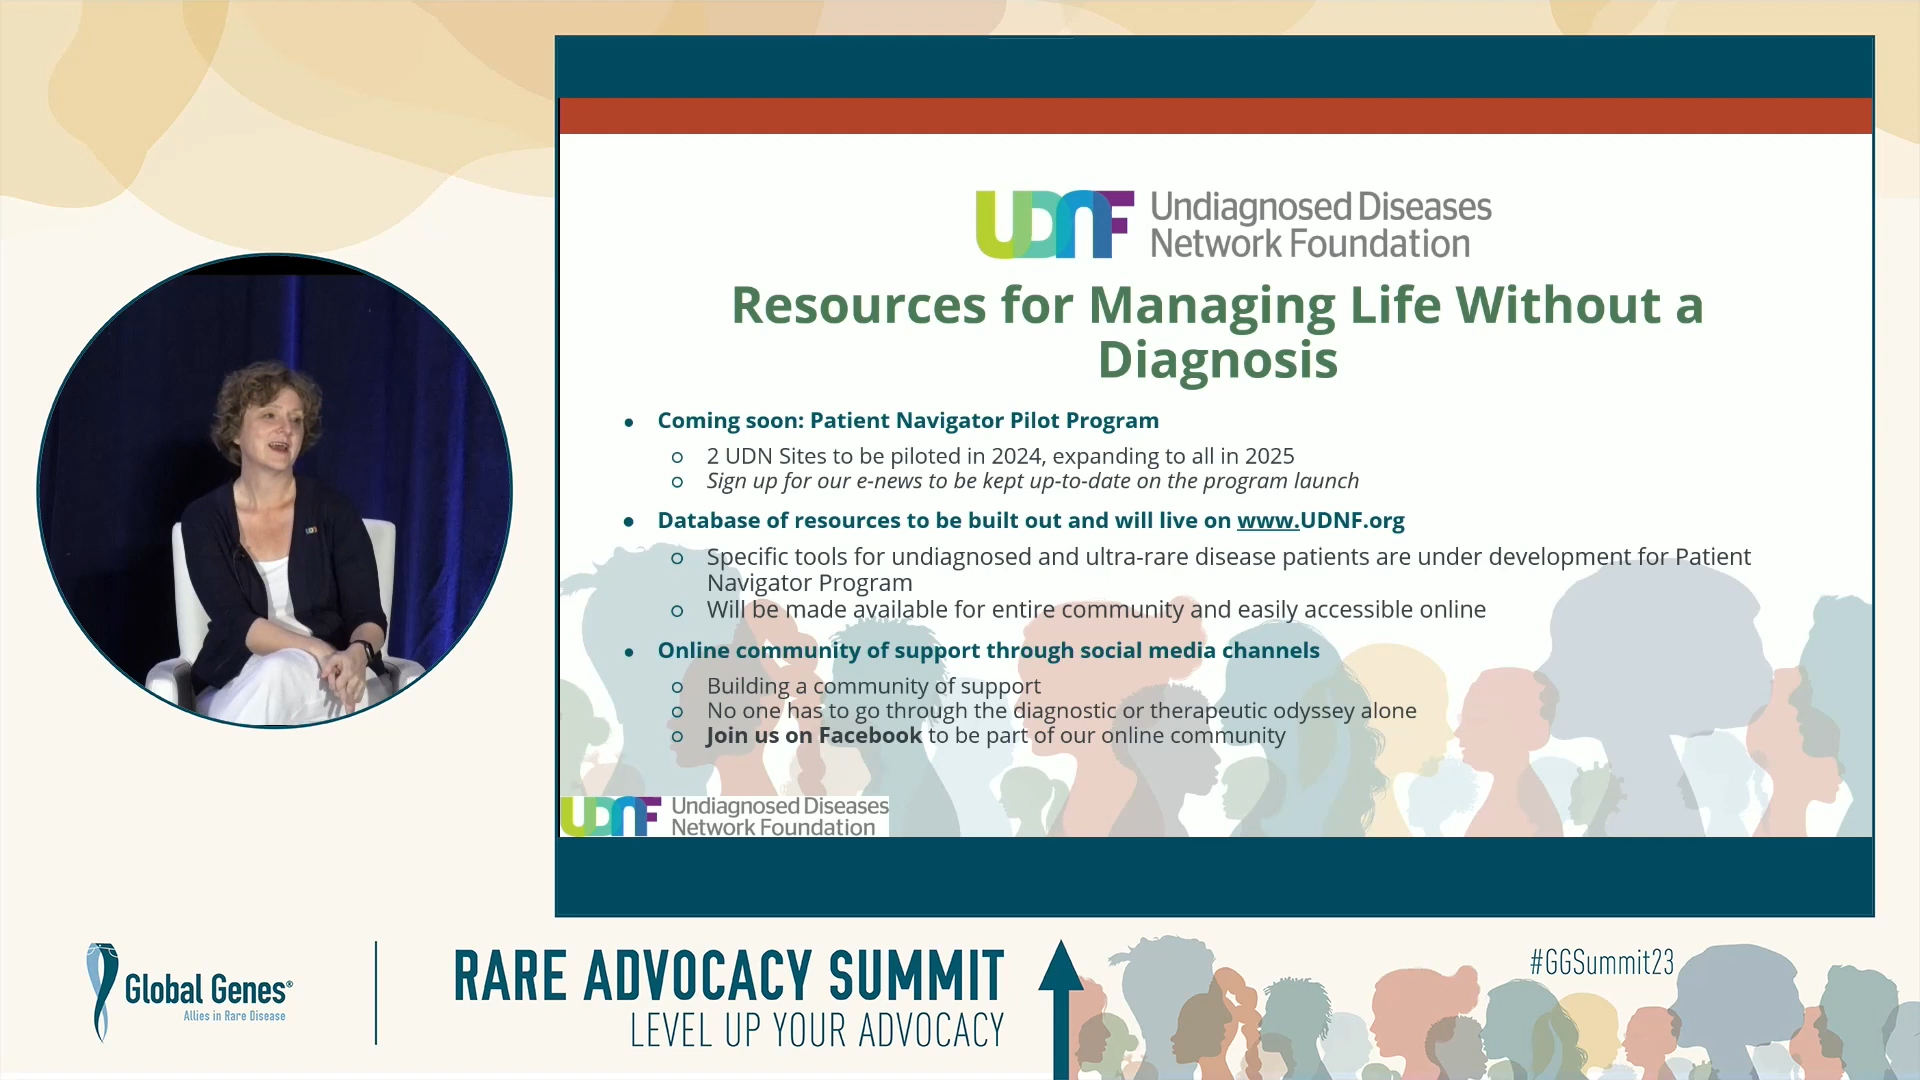 UDNF Undiagnosed Diseases
Network Foundation
Resources for Managing Life Without a
Diagnosis
• Coming soon: Patient Navigator Pilot Program
○ 2 UDN Sites to be piloted in 2024, expanding to all in 2025
○ Sign up for our e-news to be kept up-to-date on the program launch
• Database of resources to be built out and will live on www.UDNF.org
○ Specific tools for undiagnosed and ultra-rare disease patients are under development for Patient
Navigator Program
○ Will be made available for entire community and easily accessible online
• Online community of support through social media channels
○ Building a community of support
○ No one has to go through the diagnostic or therapeutic odyssey alone
○ Join us on Facebook to be part of our online community
UDNF Undiagnosed Diseases
Network Foundation
Global Genes®
Allies in Rare Disease
RARE ADVOCACY SUMMIT
LEVEL UP YOUR ADVOCACY
#GGSummit23